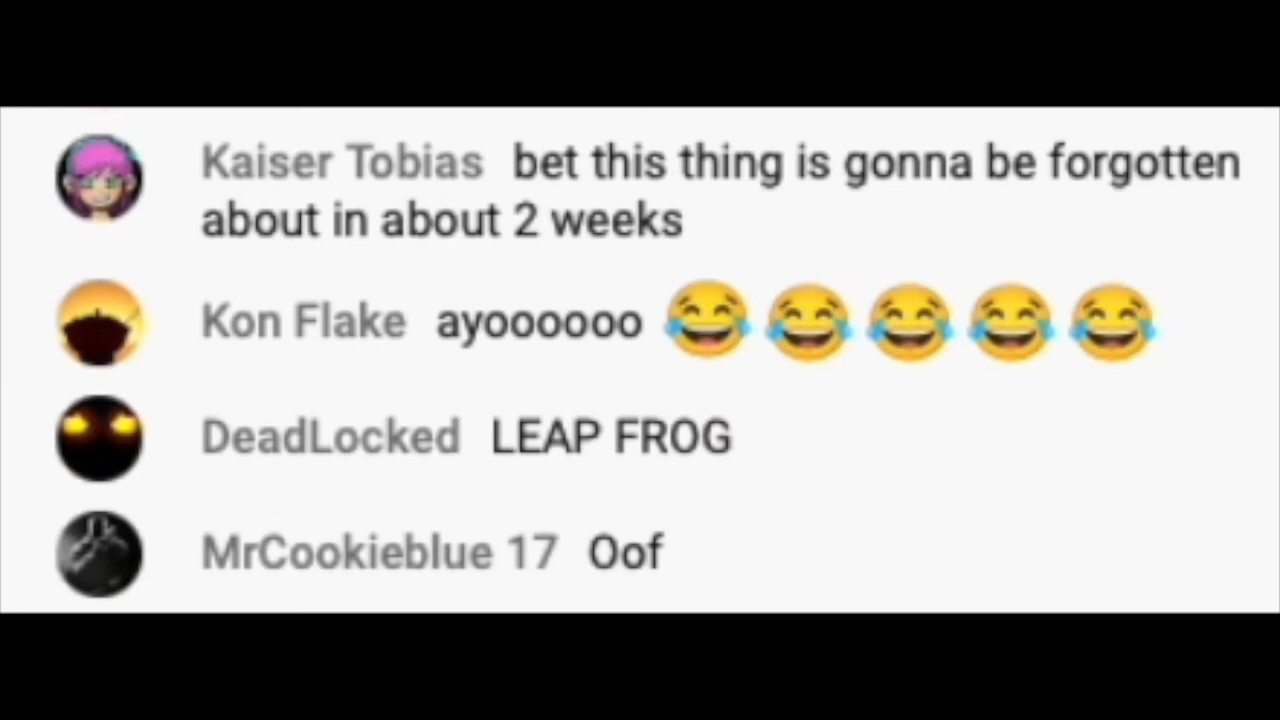 Kaiser Tobias bet this thing is gonna be forgotten
about in about 2 weeks
Kon Flake ayoooooo 😂😂😂😂😂
DeadLocked LEAP FROG
MrCookieblue 17 Oof